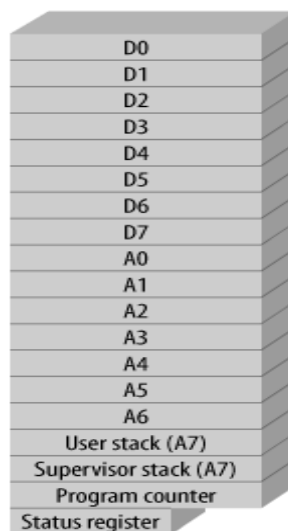 D0
D1
D2
D3
D4
D5
D6
D7
A0
A1
A2
A3
A4
A5
A6
User stack (A7)
Supervisor stack (A7)
Program counter
Status register